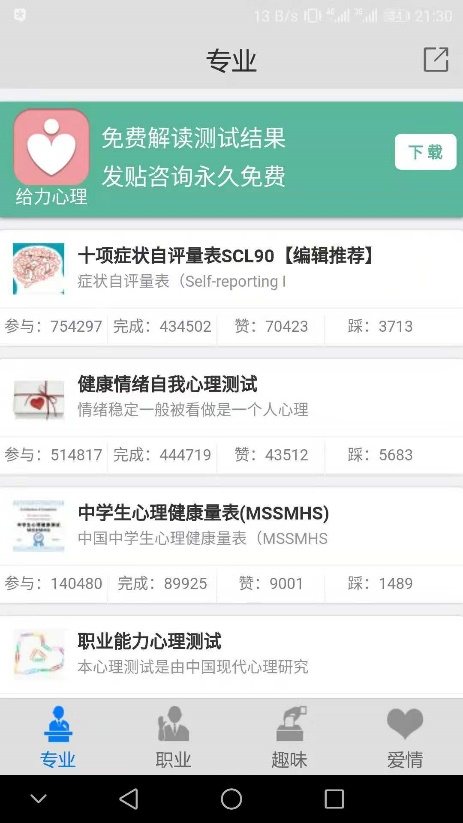 13 B/s 21:30
专业
免费解读测试结果
下载
发贴咨询永久免费
给力心理
十项症状自评量表SCL90【编辑推荐】
症状自评量表（Self-reporting I
参与：754297 完成：434502 赞：70423 踩：3713
健康情绪自我心理测试
情绪稳定一般被看做是一个人心理
参与：514817 完成：444719 赞：43512 踩：5683
中学生心理健康量表(MSSMHS)
中国中学生心理健康量表（MSSMHS
参与：140480 完成：89925 赞：9001 踩：1489
职业能力心理测试
本心理测试是由中国现代心理研究
专业 职业 趣味 爱情